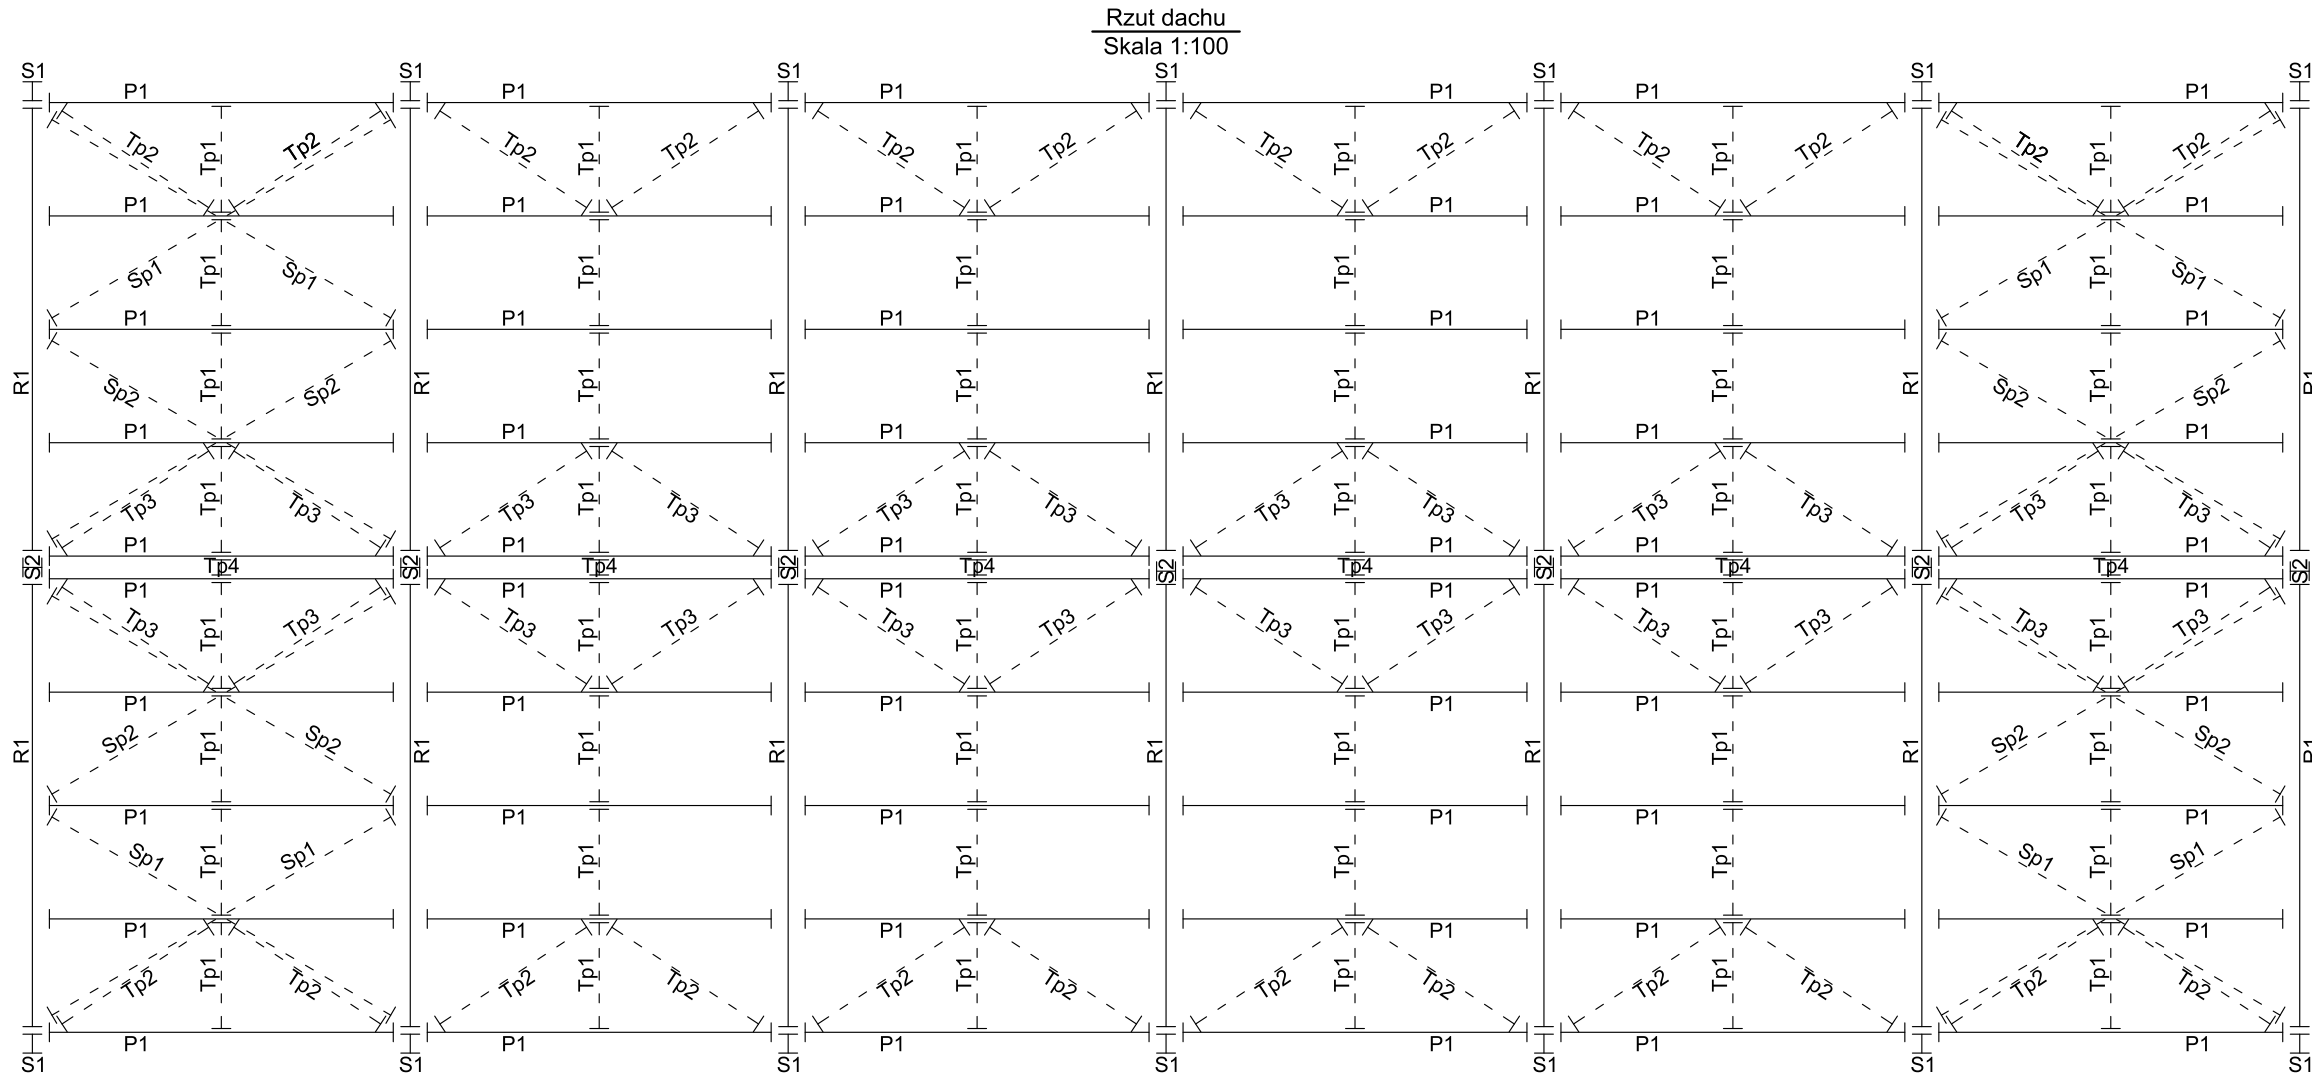 Rzut dachu
Skala 1:100
S1 S1 S1 S1 S1 S1 S1
P1 P1 P1 P1 P1 P1
Tp2 Tp1 Tp2 Tp2 Tp1 Tp2 Tp2 Tp1 Tp2 Tp2 Tp1 Tp2 Tp2 Tp1 Tp2 Tp2 Tp1 Tp2
P1 P1 P1 P1 P1 P1
Sp1 Tp1 Sp1 Tp1 Tp1 Tp1 Tp1 Sp1 Tp1 Sp1
P1 P1 P1 P1 P1 P1
R1 Sp2 Tp1 Sp2 R1 Tp1 R1 Tp1 R1 Tp1 R1 Tp1 R1 Sp2 Tp1 Sp2 R1
P1 P1 P1 P1 P1 P1
Tp3 Tp1 Tp3 Tp3 Tp1 Tp3 Tp3 Tp1 Tp3 Tp3 Tp1 Tp3 Tp3 Tp1 Tp3 Tp3 Tp1 Tp3
P1 P1 P1 P1 P1 P1
S2 Tp4 S2 Tp4 S2 Tp4 S2 Tp4 S2 Tp4 S2 Tp4 S2
P1 P1 P1 P1 P1 P1
Tp3 Tp1 Tp3 Tp3 Tp1 Tp3 Tp3 Tp1 Tp3 Tp3 Tp1 Tp3 Tp3 Tp1 Tp3 Tp3 Tp1 Tp3
P1 P1 P1 P1 P1 P1
R1 Sp2 Tp1 Sp2 R1 Tp1 R1 Tp1 R1 Tp1 R1 Tp1 R1 Sp2 Tp1 Sp2 R1
P1 P1 P1 P1 P1 P1
Sp1 Tp1 Sp1 Tp1 Tp1 Tp1 Tp1 Sp1 Tp1 Sp1
P1 P1 P1 P1 P1 P1
Tp2 Tp1 Tp2 Tp2 Tp1 Tp2 Tp2 Tp1 Tp2 Tp2 Tp1 Tp2 Tp2 Tp1 Tp2 Tp2 Tp1 Tp2
P1 P1 P1 P1 P1 P1
S1 S1 S1 S1 S1 S1 S1